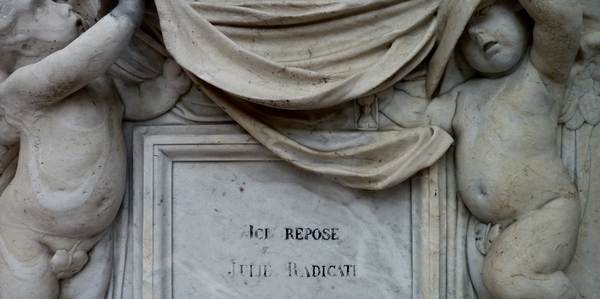 Ici repose
Julie Radicati